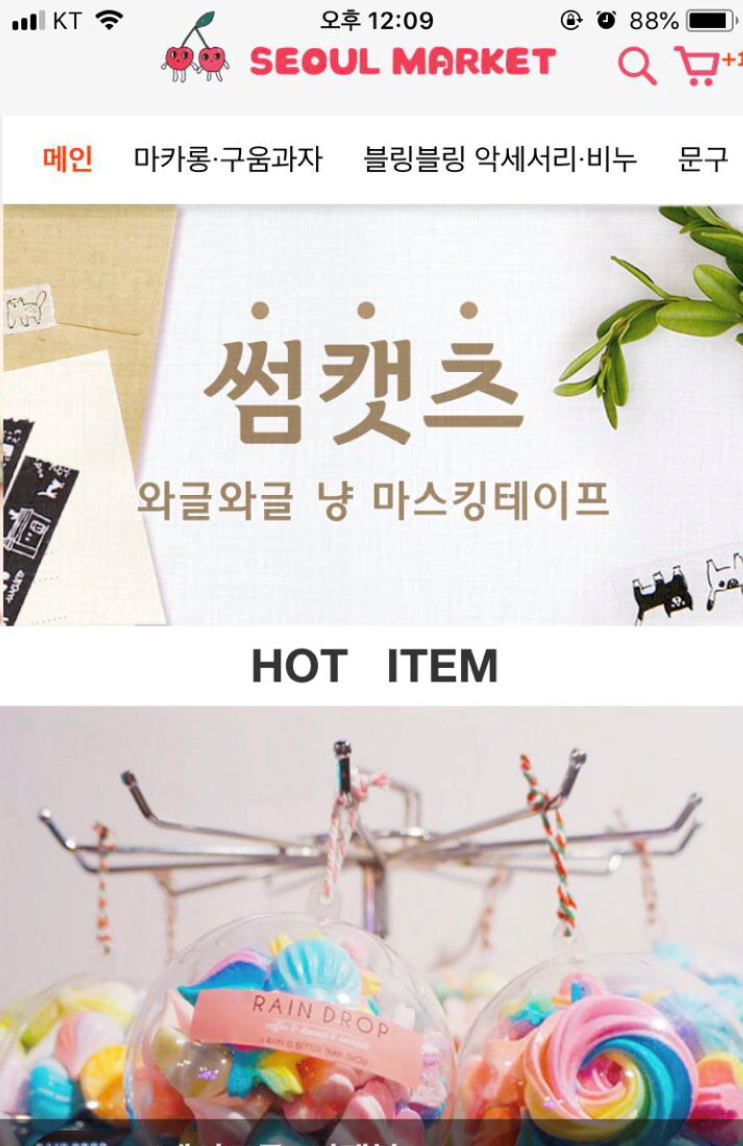 KT 오후 12:09 88%
SEOUL MARKET +1
메인 마카롱·구움과자 블링블링 악세서리·비누 문구
썸캣츠
와글와글 냥 마스킹테이프
HOT ITEM
RAIN DROP